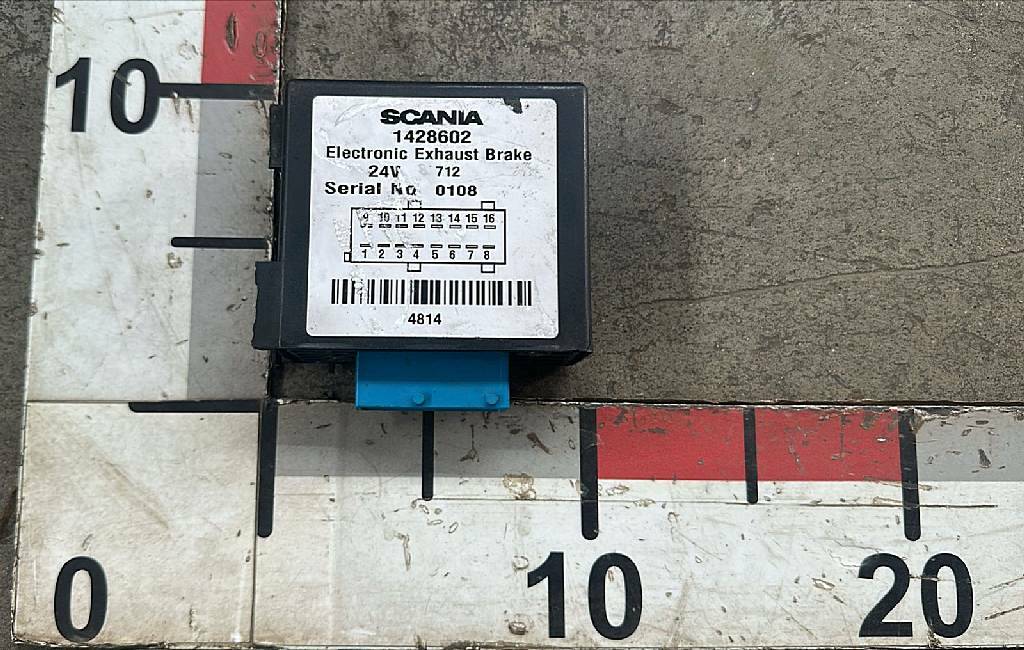 10
SCANIA
1428602
Electronic Exhaust Brake
24V 712
Serial No 0108
9 10 11 12 13 14 15 16
1 2 3 4 5 6 7 8
4814
0 10 20